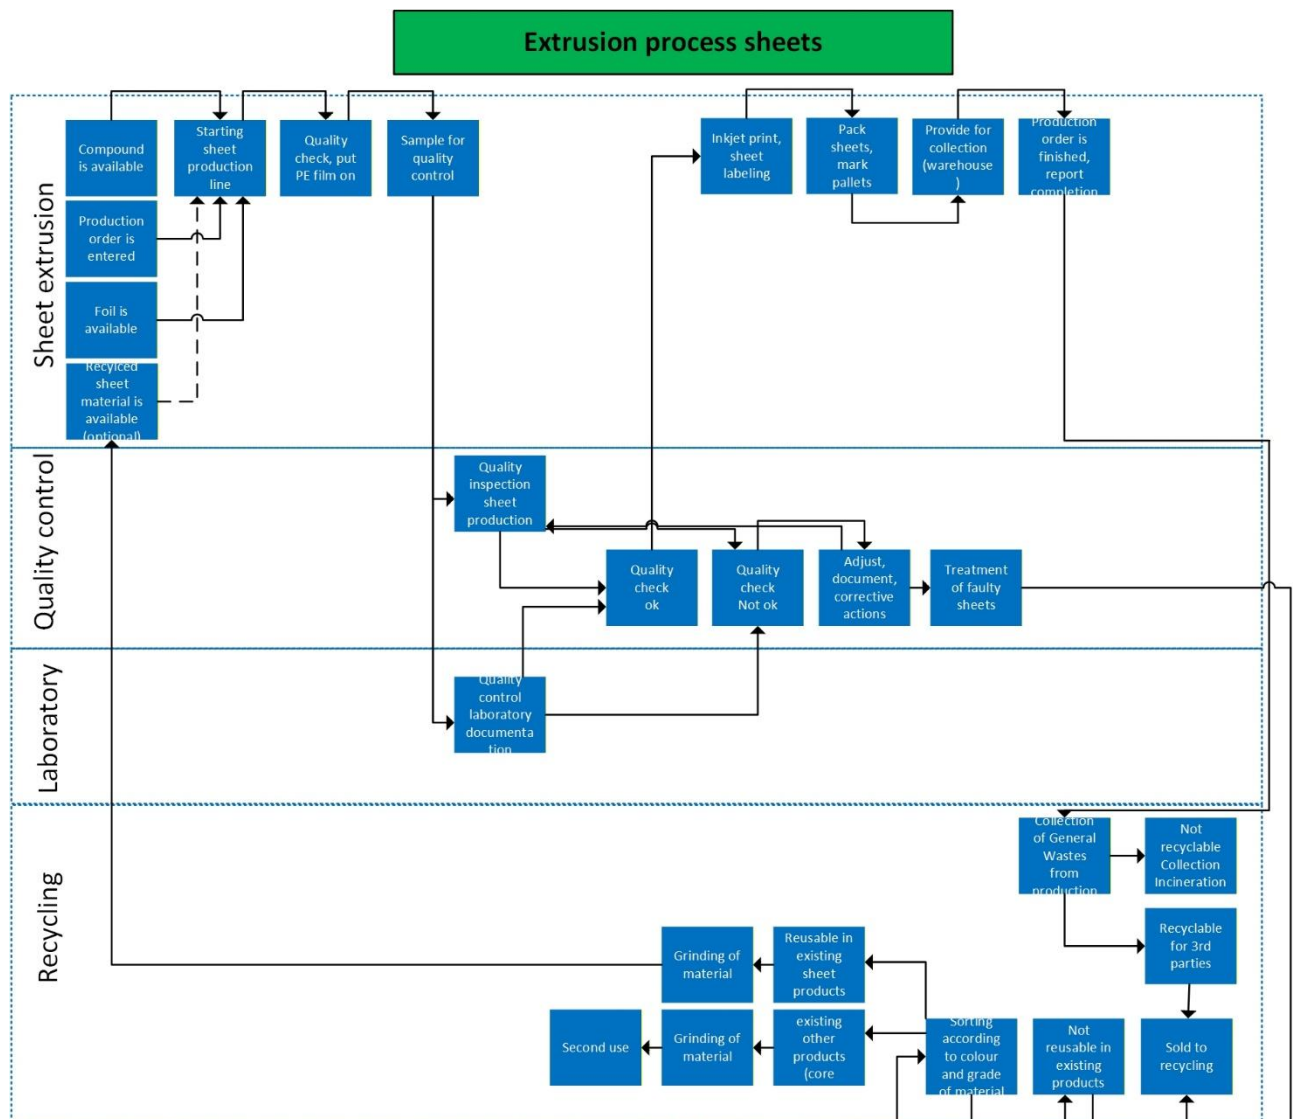 Extrusion process sheets
Sheet extrusion
Compound
is available
Starting
sheet
production
line
Quality
check, put
PE film on
Sample for
quality
control
Inkjet print,
sheet
labeling
Pack
sheets,
mark
pallets
Provide for
collection
(warehouse
)
Production
order is
finished,
report
completion
Production
order is
entered
Foil is
available
Recylced
sheet
material is
available
(optional)
Quality control
Quality
inspection
sheet
production
Quality
check
ok
Quality
check
Not ok
Adjust,
document,
corrective
actions
Treatment
of faulty
sheets
Laboratory
Quality
control
laboratory
documenta
tion
Recycling
Collection
of General
Wastes
from
production
Not
recyclable
Collection
Incineration
Recyclable
for 3rd
parties
Grinding of
material
Reusable in
existing
sheet
products
Second use
Grinding of
material
existing
other
products
(core
Sorting
according
to colour
and grade
of material
Not
reusable in
existing
products
Sold to
recycling